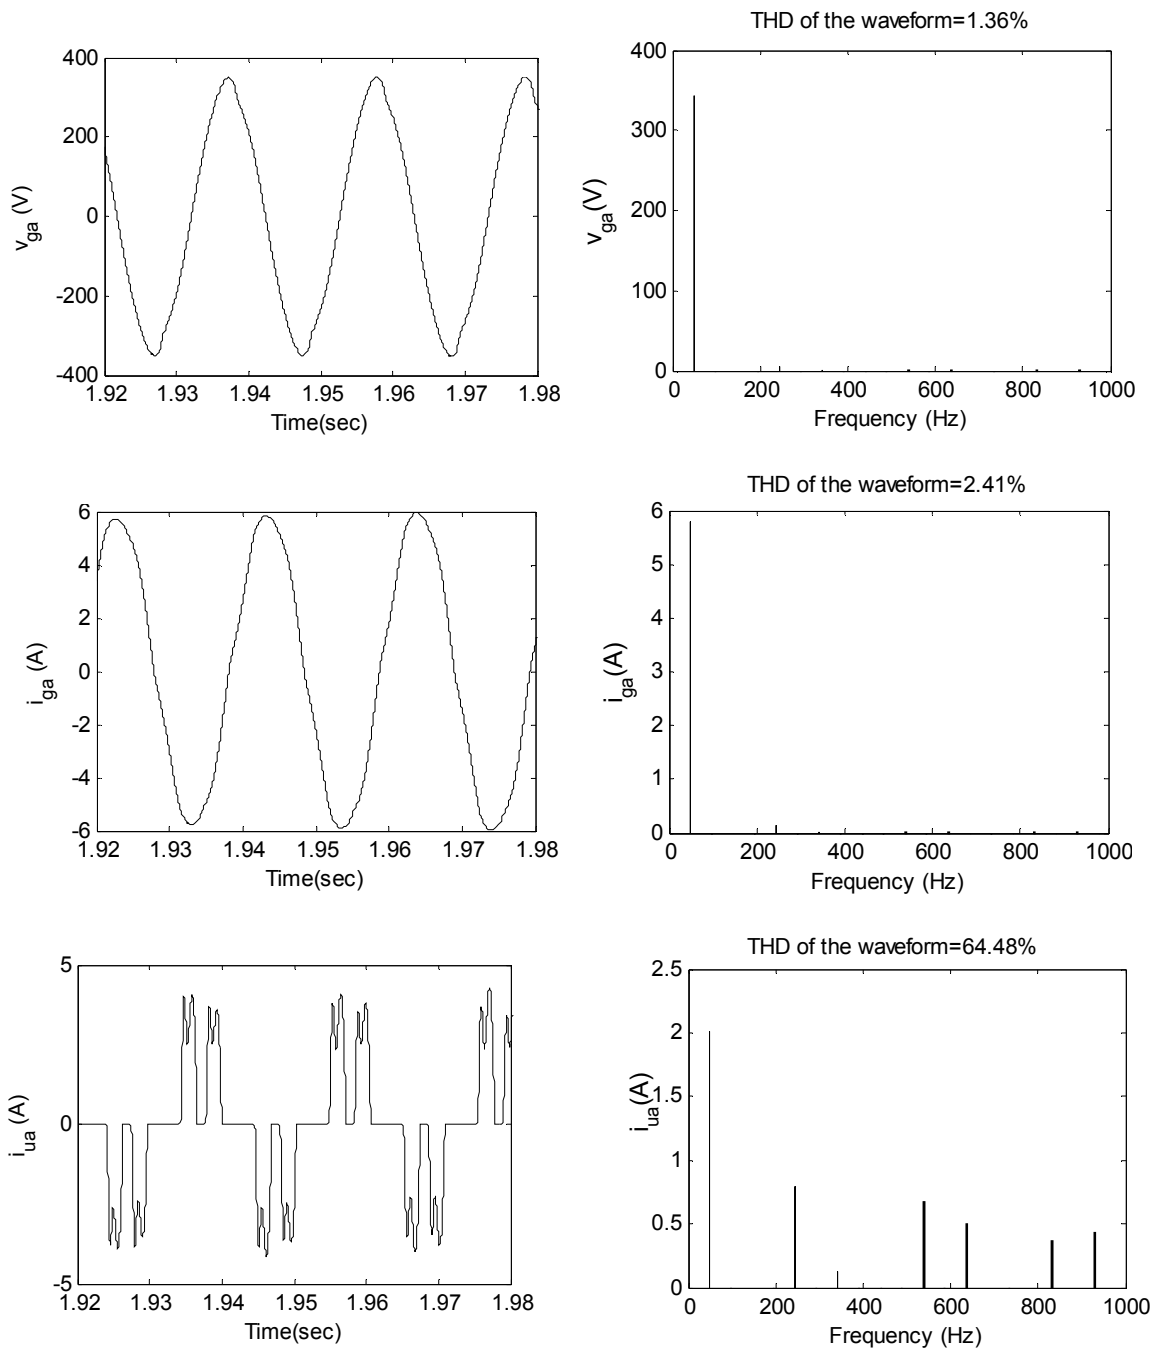 THD of the waveform=1.36%
400
200
0
-200
-400
v_ga (V)
1.92 1.93 1.94 1.95 1.96 1.97 1.98
Time(sec)
400
300
200
100
0
v_ga(V)
0 200 400 600 800 1000
Frequency (Hz)
THD of the waveform=2.41%
6
4
2
0
-2
-4
-6
i_ga (A)
1.92 1.93 1.94 1.95 1.96 1.97 1.98
Time(sec)
6
5
4
3
2
1
0
i_ga(A)
0 200 400 600 800 1000
Frequency (Hz)
THD of the waveform=64.48%
5
0
-5
i_ua (A)
1.92 1.93 1.94 1.95 1.96 1.97 1.98
Time(sec)
2.5
2
1.5
1
0.5
0
i_ua(A)
0 200 400 600 800 1000
Frequency (Hz)